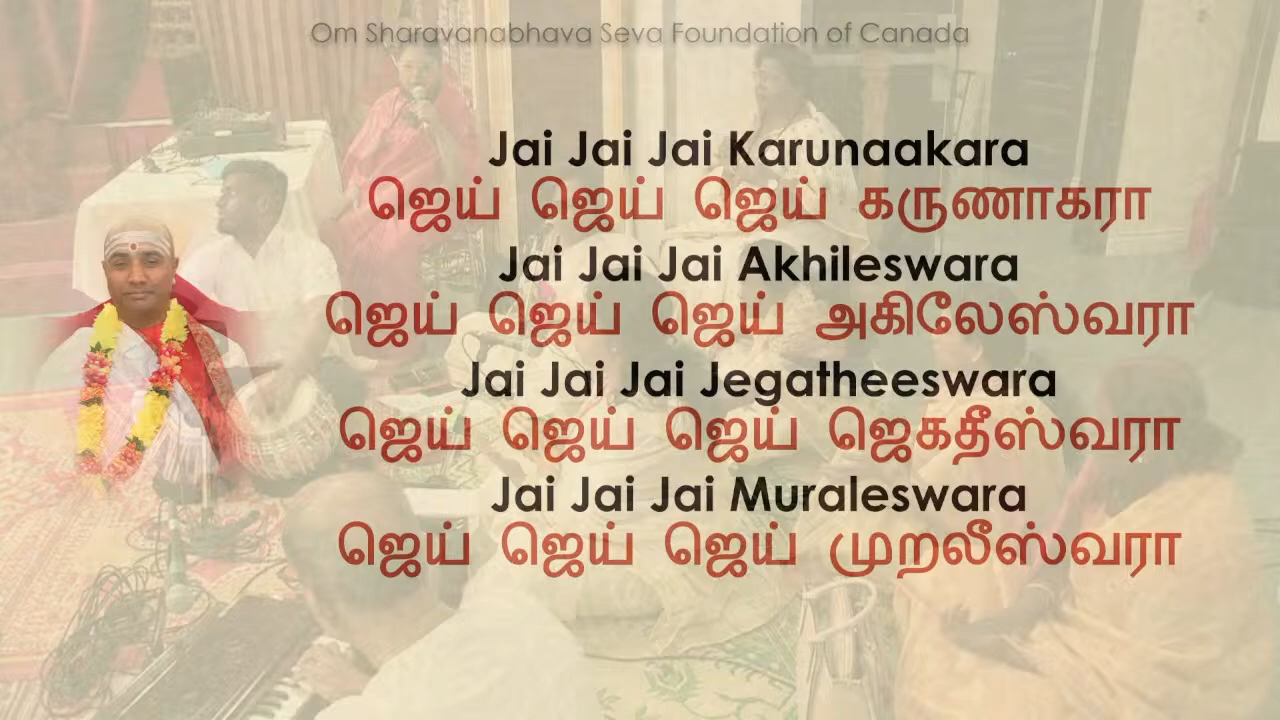 Om Sharavanabhava Seva Foundation of Canada
Jai Jai Jai Karunaakara
ஜெய் ஜெய் ஜெய் கருணாகரா
Jai Jai Jai Akhileswara
ஜெய் ஜெய் ஜெய் அகிலேஸ்வரா
Jai Jai Jai Jegatheeswara
ஜெய் ஜெய் ஜெய் ஜெகதீஸ்வரா
Jai Jai Jai Muraleswara
ஜெய் ஜெய் ஜெய் முறலீஸ்வரா